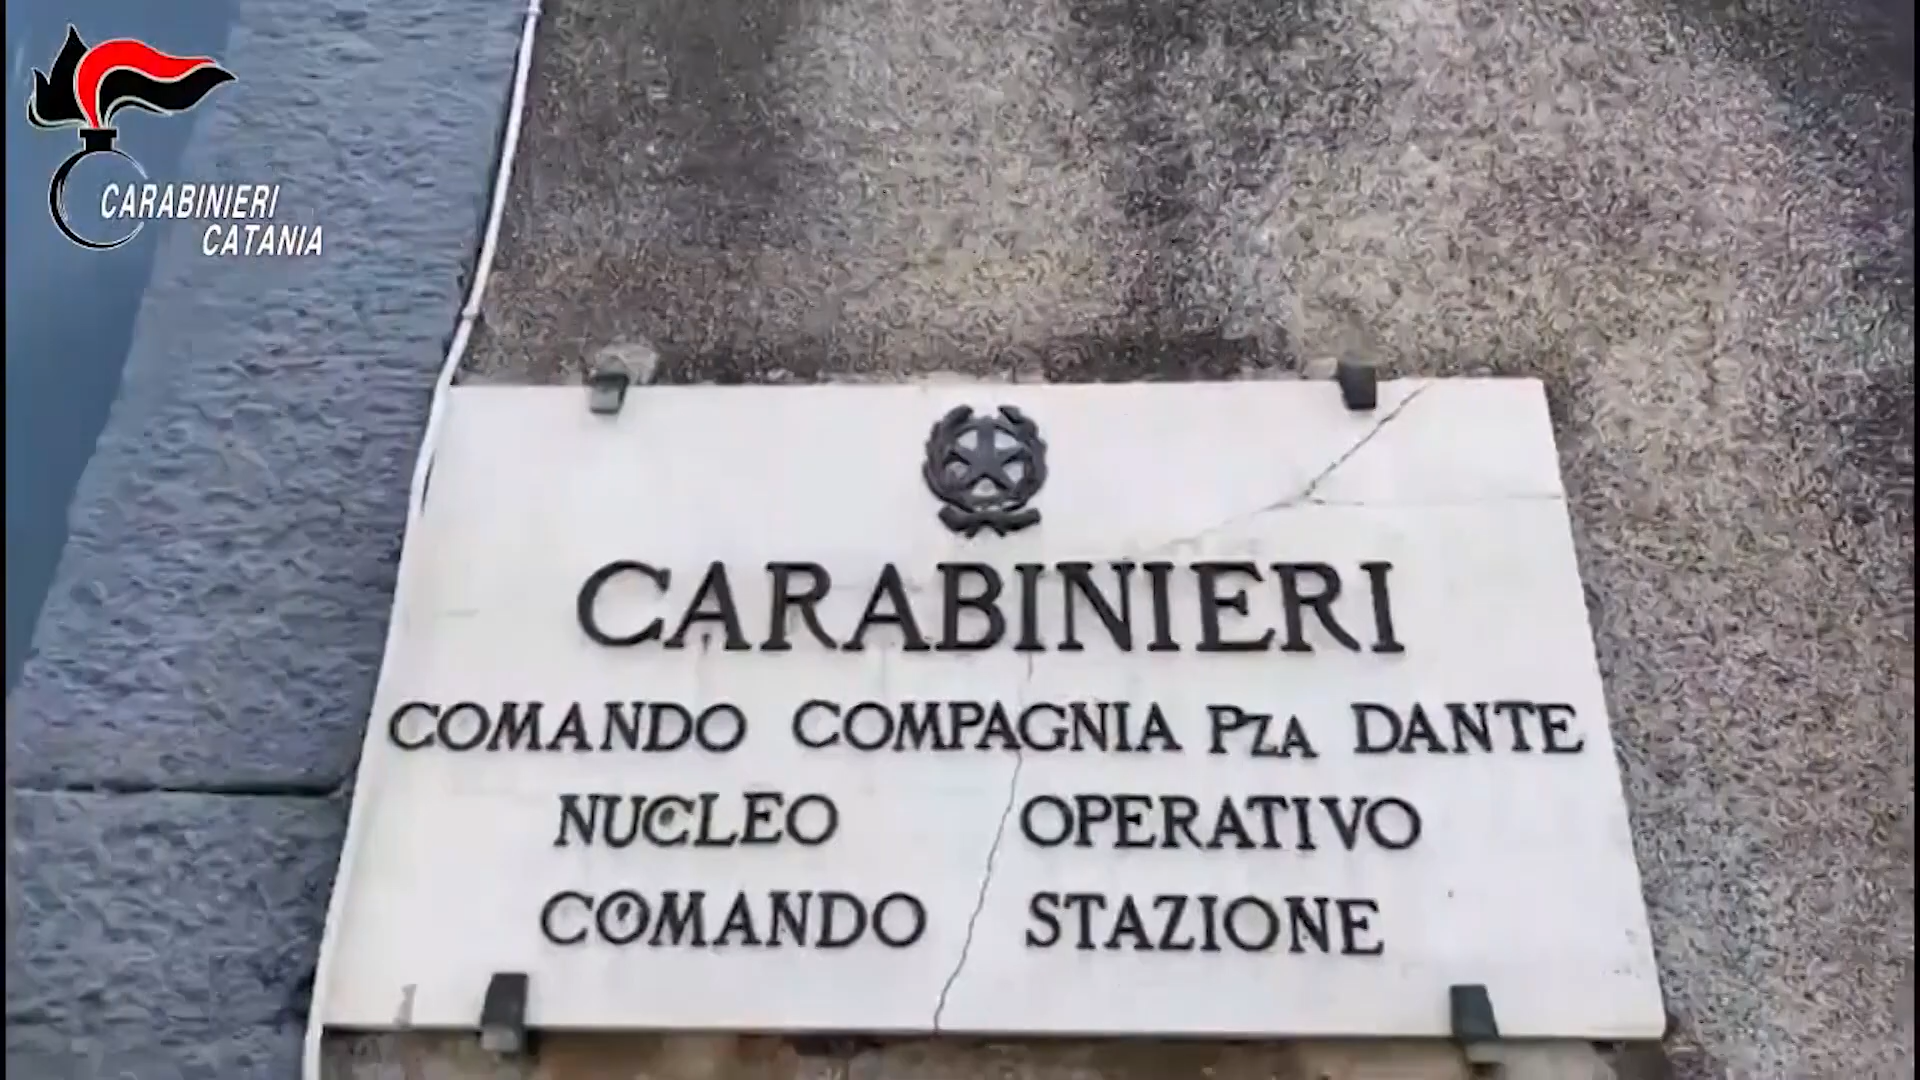 CARABINIERI
CATANIA
CARABINIERI
COMANDO COMPAGNIA PZA DANTE
NUCLEO OPERATIVO
COMANDO STAZIONE